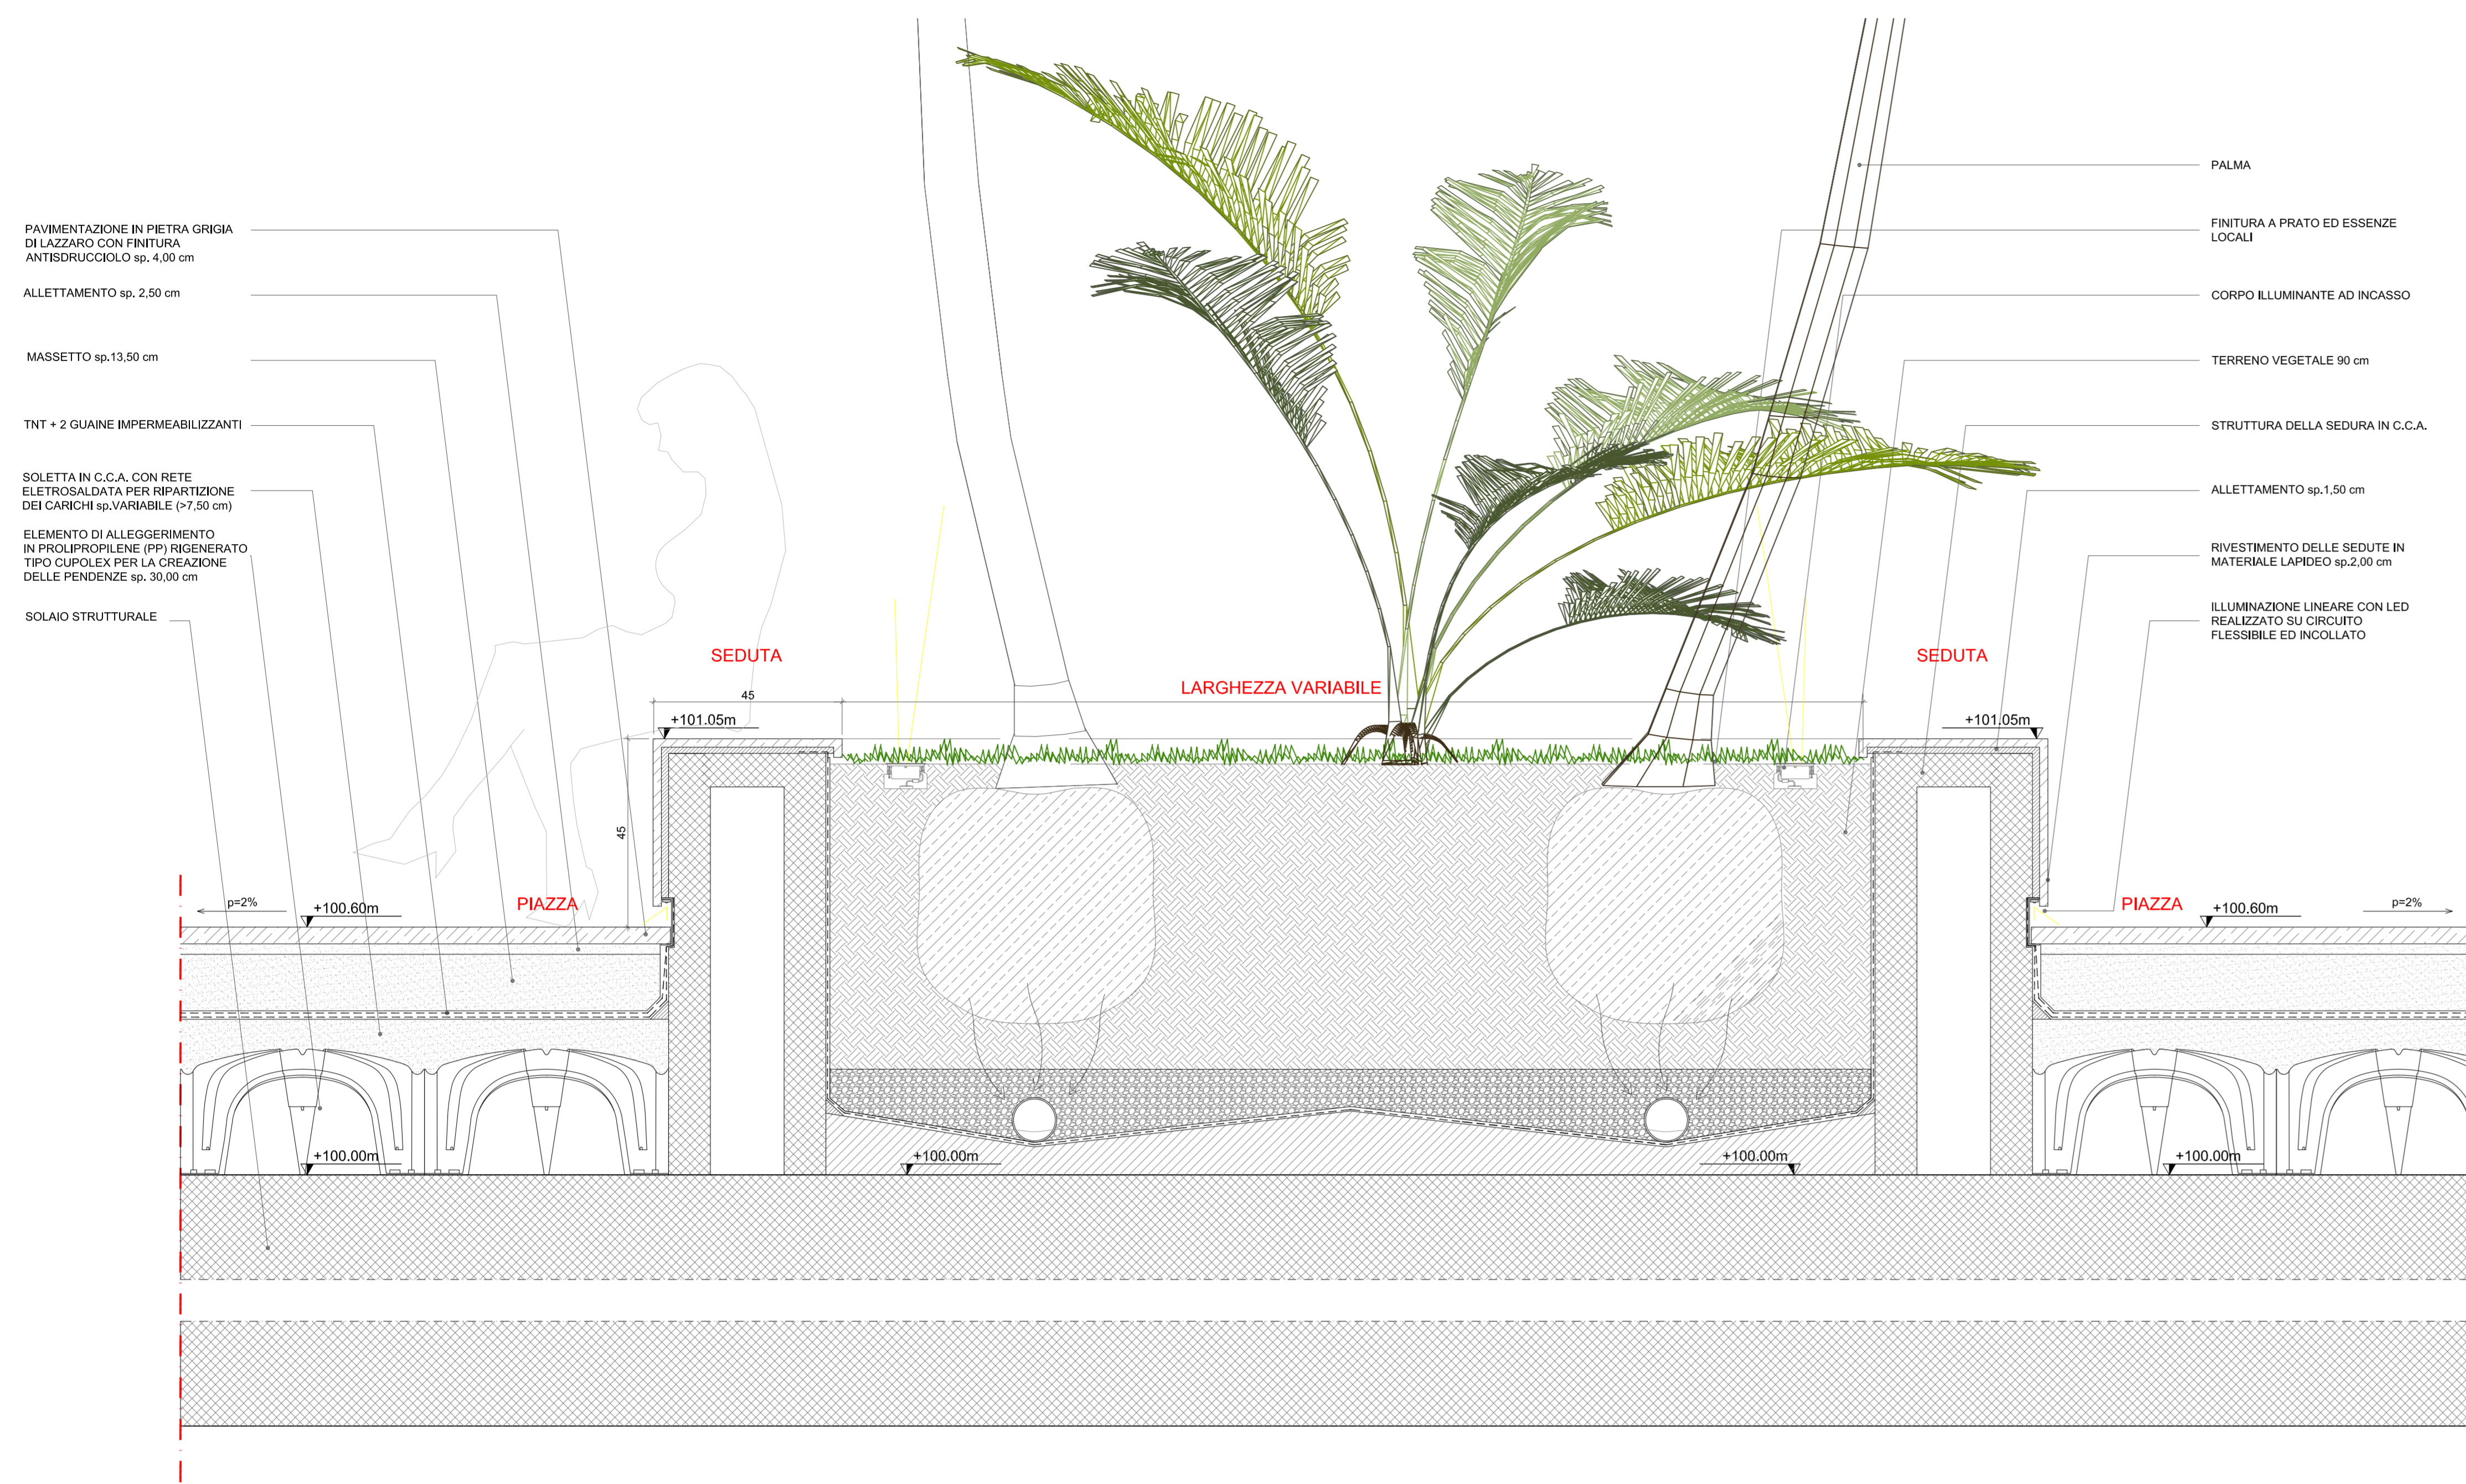 PAVIMENTAZIONE IN PIETRA GRIGIA
DI LAZZARO CON FINITURA
ANTISDRUCCIOLO sp. 4,00 cm
ALLETTAMENTO sp. 2,50 cm
MASSETTO sp.13,50 cm
TNT + 2 GUAINE IMPERMEABILIZZANTI
SOLETTA IN C.C.A. CON RETE
ELETROSALDATA PER RIPARTIZIONE
DEI CARICHI sp.VARIABILE (>7,50 cm)
ELEMENTO DI ALLEGGERIMENTO
IN PROLIPROPILENE (PP) RIGENERATO
TIPO CUPOLEX PER LA CREAZIONE
DELLE PENDENZE sp. 30,00 cm
SOLAIO STRUTTURALE
PALMA
FINITURA A PRATO ED ESSENZE
LOCALI
CORPO ILLUMINANTE AD INCASSO
TERRENO VEGETALE 90 cm
STRUTTURA DELLA SEDURA IN C.C.A.
ALLETTAMENTO sp.1,50 cm
RIVESTIMENTO DELLE SEDUTE IN
MATERIALE LAPIDEO sp.2,00 cm
ILLUMINAZIONE LINEARE CON LED
REALIZZATO SU CIRCUITO
FLESSIBILE ED INCOLLATO
SEDUTA
SEDUTA
45
LARGHEZZA VARIABILE
+101.05m
+101.05m
45
p=2%
+100.60m
PIAZZA
PIAZZA
+100.60m
p=2%
+100.00m
+100.00m
+100.00m
+100.00m